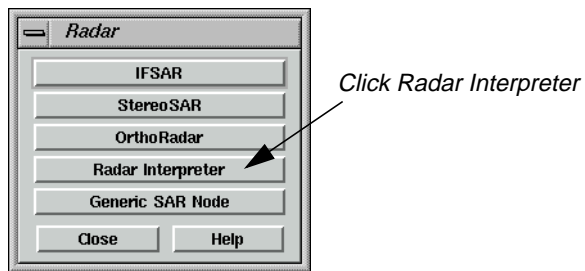 Radar
IFSAR
StereoSAR
Click Radar Interpreter
OrthoRadar
Radar Interpreter
Generic SAR Node
Close Help